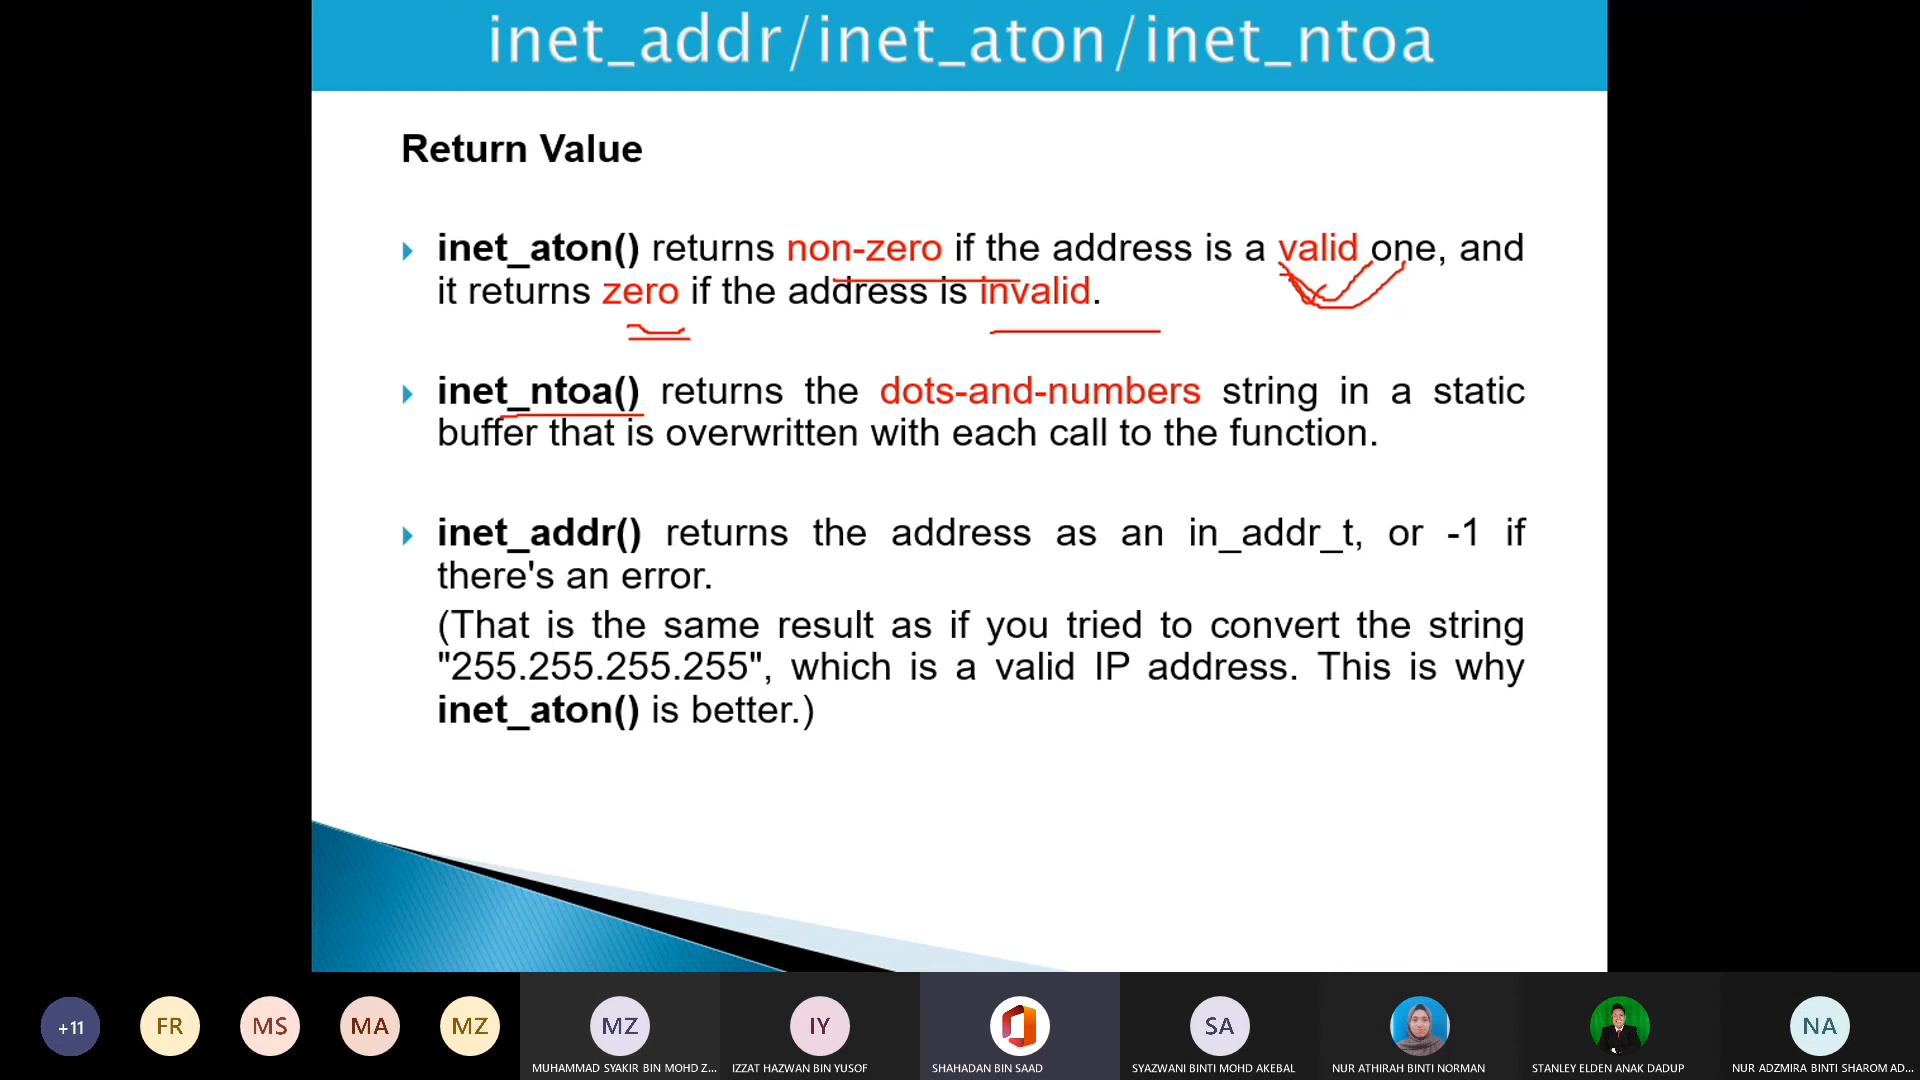 inet_addr/inet_aton/inet_ntoa
Return Value
inet_aton() returns non-zero if the address is a valid one, and
it returns zero if the address is invalid.
inet_ntoa() returns the dots-and-numbers string in a static
buffer that is overwritten with each call to the function.
inet_addr() returns the address as an in_addr_t, or -1 if
there's an error.
(That is the same result as if you tried to convert the string
"255.255.255.255", which is a valid IP address. This is why
inet_aton() is better.)
+11
FR
MS
MA
MZ
MZ
IY
SA
NA
MUHAMMAD SYAKIR BIN MOHD Z...
IZZAT HAZWAN BIN YUSOF
SHAHADAN BIN SAAD
SYAZWANI BINTI MOHD AKEBAL
NUR ATHIRAH BINTI NORMAN
STANLEY ELDEN ANAK DADUP
NUR ADZMIRA BINTI SHAROM AD...